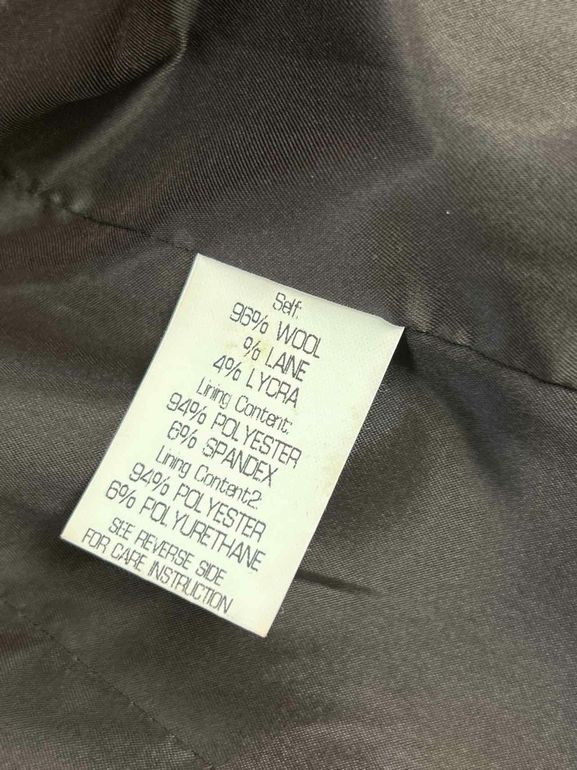 Self:
96% WOOL
% LAINE
4% LYCRA
Lining Content:
94% POLYESTER
6% SPANDEX
Lining Content2:
94% POLYESTER
6% POLYURETHANE
SEE REVERSE SIDE
FOR CARE INSTRUCTION